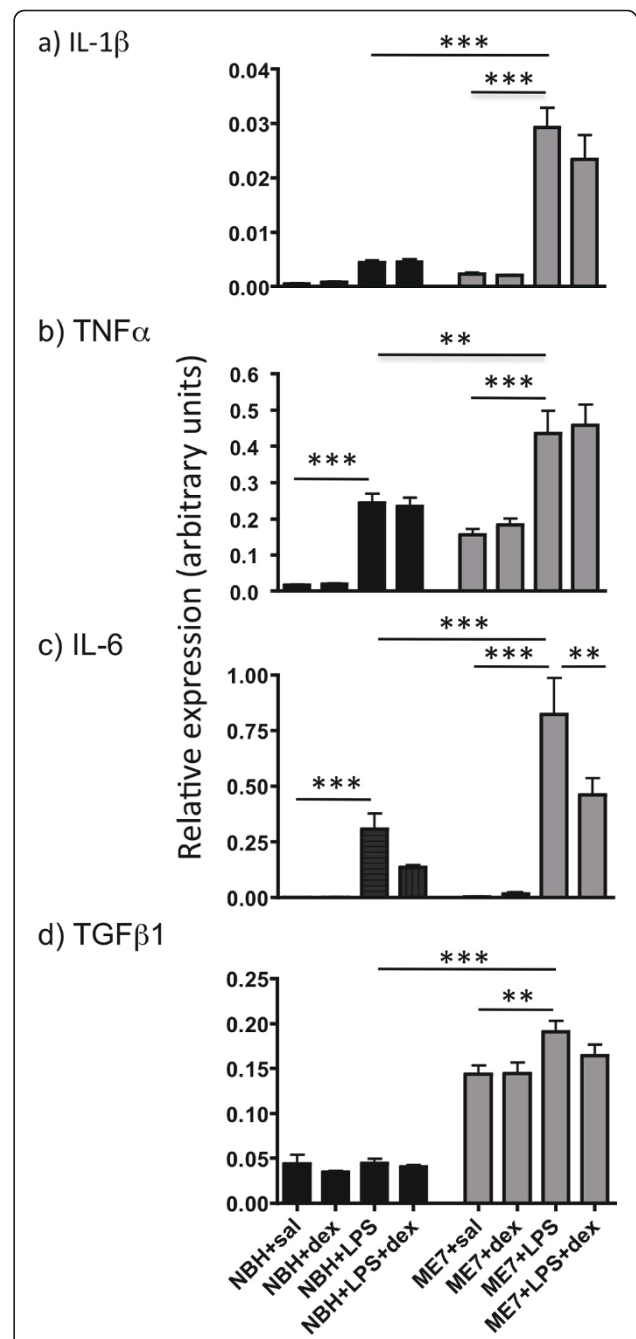 a) IL-1β
***
***
0.04
0.03
0.02
0.01
0.00
b) TNFα
**
***
***
0.6
0.5
0.4
0.3
0.2
0.1
0.0
Relative expression (arbitrary units)
c) IL-6
***
*** **
***
1.00
0.75
0.50
0.25
0.00
d) TGFβ1
***
**
0.25
0.20
0.15
0.10
0.05
0.00
NBH+sal
NBH+dex
NBH+LPS
NBH+LPS+dex
ME7+sal
ME7+dex
ME7+LPS
ME7+LPS+dex